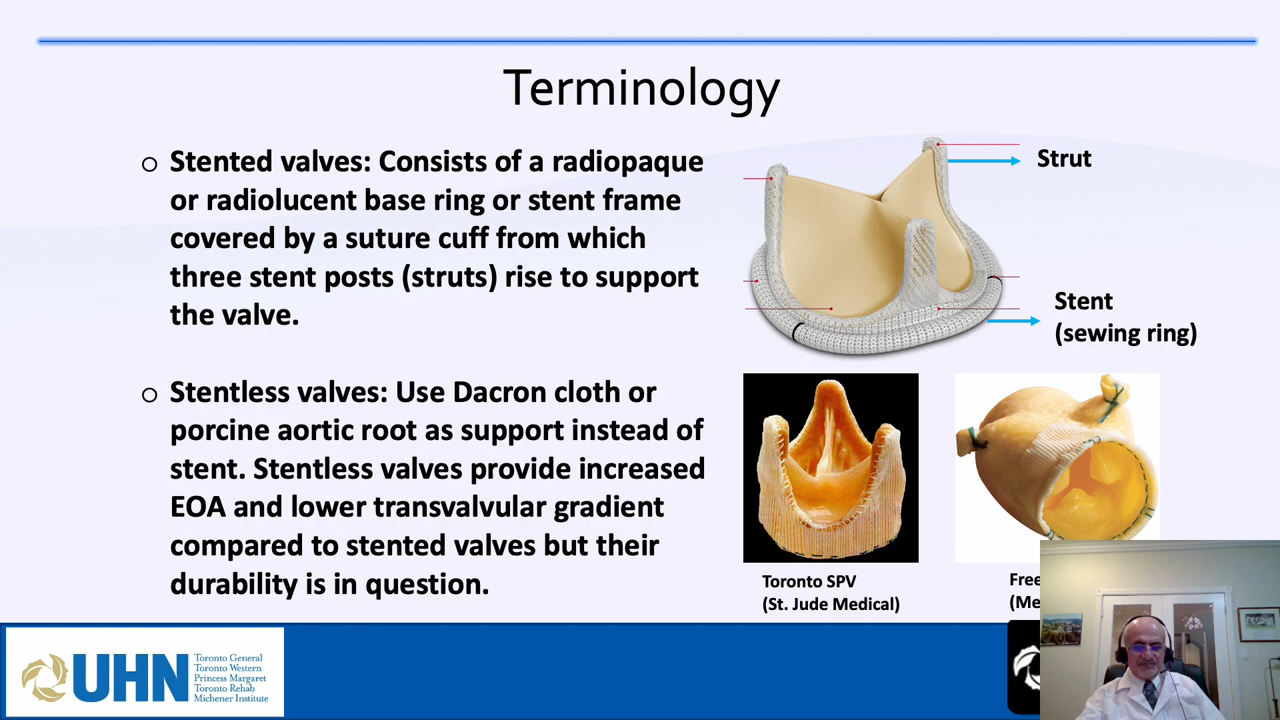 Terminology
Stented valves: Consists of a radiopaque
or radiolucent base ring or stent frame
covered by a suture cuff from which
three stent posts (struts) rise to support
the valve.
Stentless valves: Use Dacron cloth or
porcine aortic root as support instead of
stent. Stentless valves provide increased
EOA and lower transvalvular gradient
compared to stented valves but their
durability is in question.
Strut
Stent
(sewing ring)
Toronto SPV
(St. Jude Medical)
UHN
Toronto General
Toronto Western
Princess Margaret
Toronto Rehab
Michener Institute